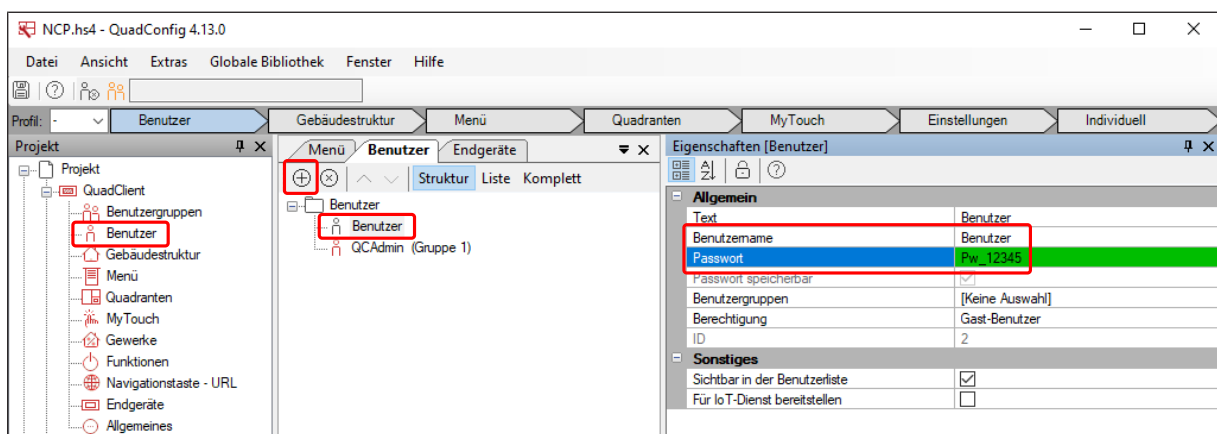 NCP.hs4 - QuadConfig 4.13.0
Datei Ansicht Extras Globale Bibliothek Fenster Hilfe
Profil: - Benutzer Gebäudestruktur Menü Quadranten MyTouch Einstellungen Individuell
Projekt
Projekt
QuadClient
Benutzergruppen
Benutzer
Gebäudestruktur
Menü
Quadranten
MyTouch
Gewerke
Funktionen
Navigationstaste - URL
Endgeräte
Allgemeines
Menü Benutzer Endgeräte
Struktur Liste Komplett
Benutzer
Benutzer
QCAdmin (Gruppe 1)
Eigenschaften [Benutzer]
Allgemein
Text Benutzer
Benutzername Benutzer
Passwort Pw_12345
Passwort speicherbar
Benutzergruppen [Keine Auswahl]
Berechtigung Gast-Benutzer
ID 2
Sonstiges
Sichtbar in der Benutzerliste
Für IoT-Dienst bereitstellen